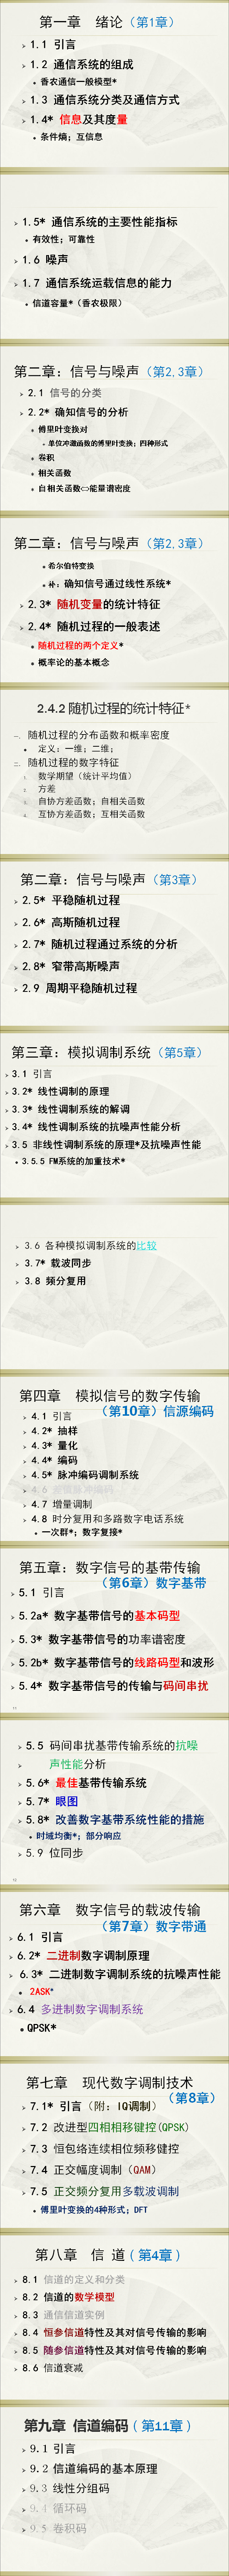 第一章　绪论（第1章）
1.1 引言
1.2 通信系统的组成
香农通信一般模型*
1.3 通信系统分类及通信方式
1.4* 信息及其度量
条件熵；互信息
1.5* 通信系统的主要性能指标
有效性；可靠性
1.6 噪声
1.7 通信系统运载信息的能力
信道容量*（香农极限）
第二章：信号与噪声（第2,3章）
2.1 信号的分类
2.2* 确知信号的分析
傅里叶变换对
单位冲激函数的傅里叶变换；四种形式
卷积
相关函数
自相关函数<->能量谱密度
第二章：信号与噪声（第2,3章）
希尔伯特变换
补：确知信号通过线性系统*
2.3* 随机变量的统计特征
2.4* 随机过程的一般表述
随机过程的两个定义*
概率论的基本概念
2.4.2 随机过程的统计特征*
一. 随机过程的分布函数和概率密度
定义：一维；二维；
二. 随机过程的数字特征
1. 数学期望（统计平均值）
2. 方差
3. 自协方差函数；自相关函数
4. 互协方差函数；互相关函数
第二章：信号与噪声（第3章）
2.5* 平稳随机过程
2.6* 高斯随机过程
2.7* 随机过程通过系统的分析
2.8* 窄带高斯噪声
2.9 周期平稳随机过程
第三章：模拟调制系统（第5章）
3.1 引言
3.2* 线性调制的原理
3.3* 线性调制系统的解调
3.4* 线性调制系统的抗噪声性能分析
3.5 非线性调制系统的原理*及抗噪声性能
3.5.5 FM系统的加重技术*
3.6 各种模拟调制系统的比较
3.7* 载波同步
3.8 频分复用
第四章　模拟信号的数字传输
（第10章）信源编码
4.1 引言
4.2* 抽样
4.3* 量化
4.4* 编码
4.5* 脉冲编码调制系统
4.7 增量调制
4.8 时分复用和多路数字电话系统
一次群*；数字复接*
第五章：数字信号的基带传输
（第6章）数字基带
5.1 引言
5.2a* 数字基带信号的基本码型
5.3* 数字基带信号的功率谱密度
5.2b* 数字基带信号的线路码型和波形
5.4* 数字基带信号的传输与码间串扰
11
5.5 码间串扰基带传输系统的抗噪
声性能分析
5.6* 最佳基带传输系统
5.7* 眼图
5.8* 改善数字基带系统性能的措施
时域均衡*；部分响应
5.9 位同步
12
第六章　数字信号的载波传输
（第7章）数字带通
6.1 引言
6.2* 二进制数字调制原理
6.3* 二进制数字调制系统的抗噪声性能
2ASK*
6.4 多进制数字调制系统
QPSK*
第七章　现代数字调制技术
（第8章）
7.1* 引言（附：IQ调制）
7.2 改进型四相相移键控(QPSK)
7.3 恒包络连续相位频移键控
7.4 正交幅度调制（QAM）
7.5 正交频分复用多载波调制
傅里叶变换的4种形式；DFT
第八章　信 道（第4章）
8.1 信道的定义和分类
8.2 信道的数学模型
8.3 通信信道实例
8.4 恒参信道特性及其对信号传输的影响
8.5 随参信道特性及其对信号传输的影响
8.6 信道衰减
第九章 信道编码（第11章）
9.1 引言
9.2 信道编码的基本原理
9.3 线性分组码
9.4 循环码
9.5 卷积码